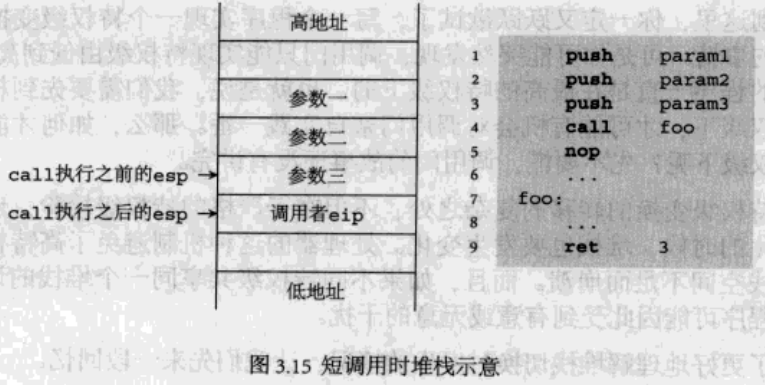 高地址
参数一
参数二
call执行之前的esp → 参数三
call执行之后的esp → 调用者eip
低地址
1 push param1
2 push param2
3 push param3
4 call foo
5 nop
6 ...
7 foo:
8 ...
9 ret 3
图 3.15 短调用时堆栈示意